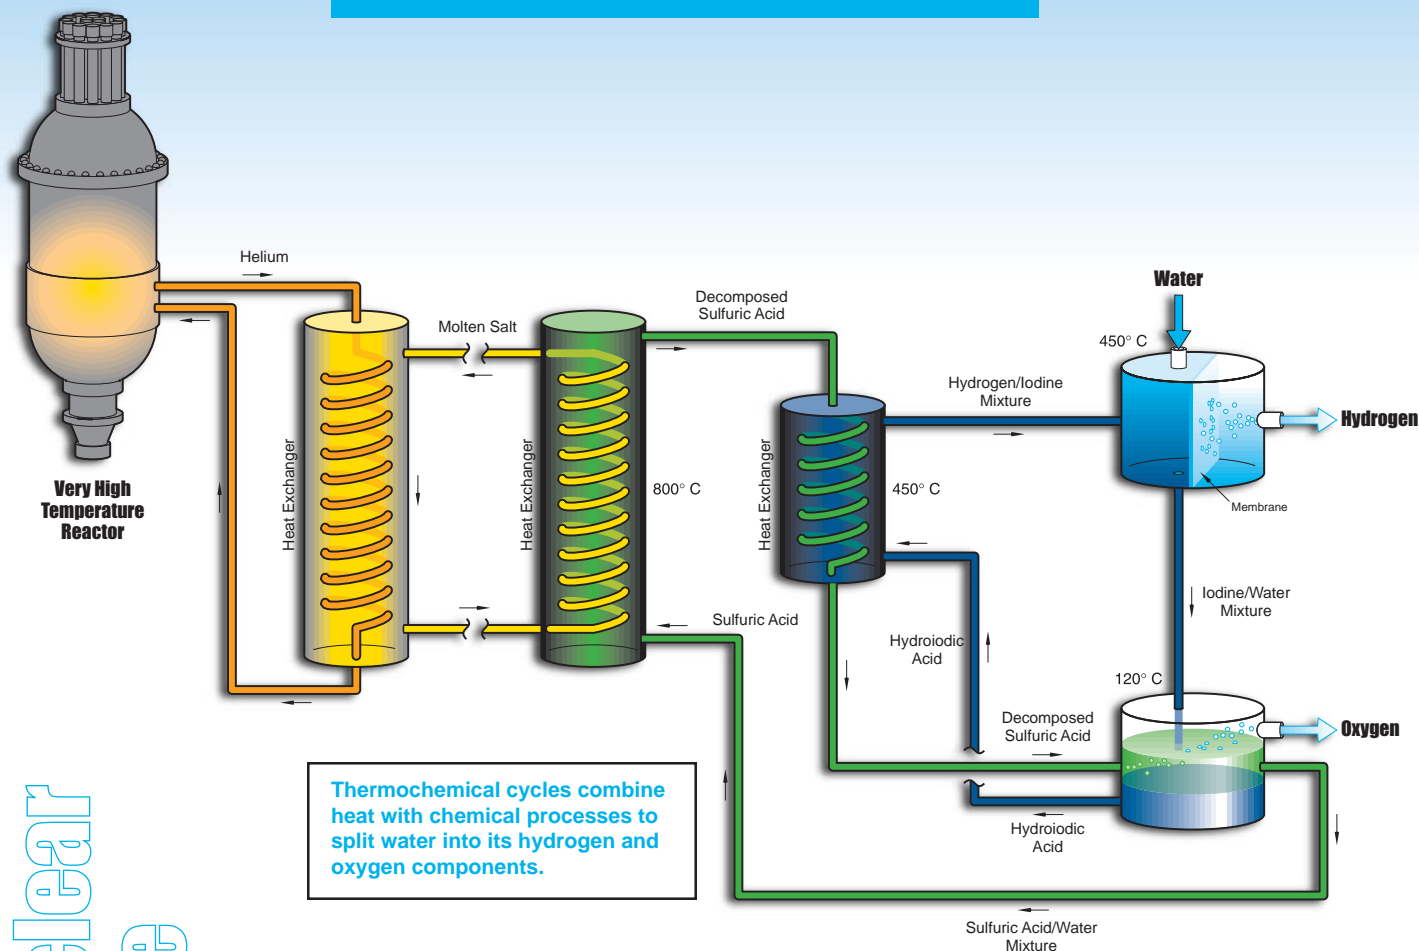 Helium
Molten Salt
Decomposed
Sulfuric Acid
Water
450° C
Hydrogen/Iodine
Mixture
Hydrogen
Membrane
Heat Exchanger
Heat Exchanger
800° C
Heat Exchanger
450° C
Very High
Temperature
Reactor
Iodine/Water
Mixture
Sulfuric Acid
Hydroiodic
Acid
120° C
Decomposed
Sulfuric Acid
Oxygen
Thermochemical cycles combine
heat with chemical processes to
split water into its hydrogen and
oxygen components.
Hydroiodic
Acid
Sulfuric Acid/Water
Mixture